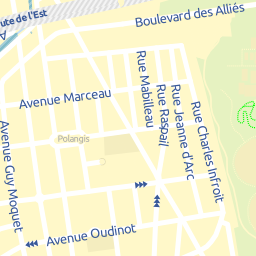 ute de l'Est
Boulevard des Alliés
Avenue Marceau
Rue Mabilleau
Rue Raspail
Rue Jeanne d'Arc
Rue Charles Infroit
Polangis
Avenue Guy Moquet
Avenue Oudinot